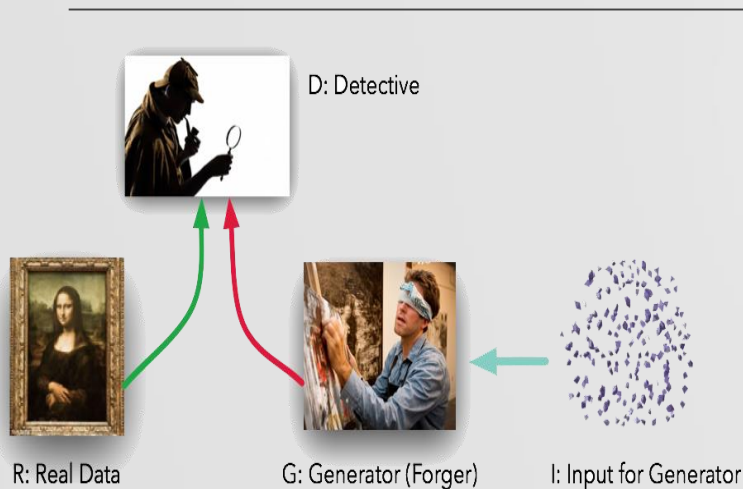 D: Detective
R: Real Data
G: Generator (Forger)
I: Input for Generator